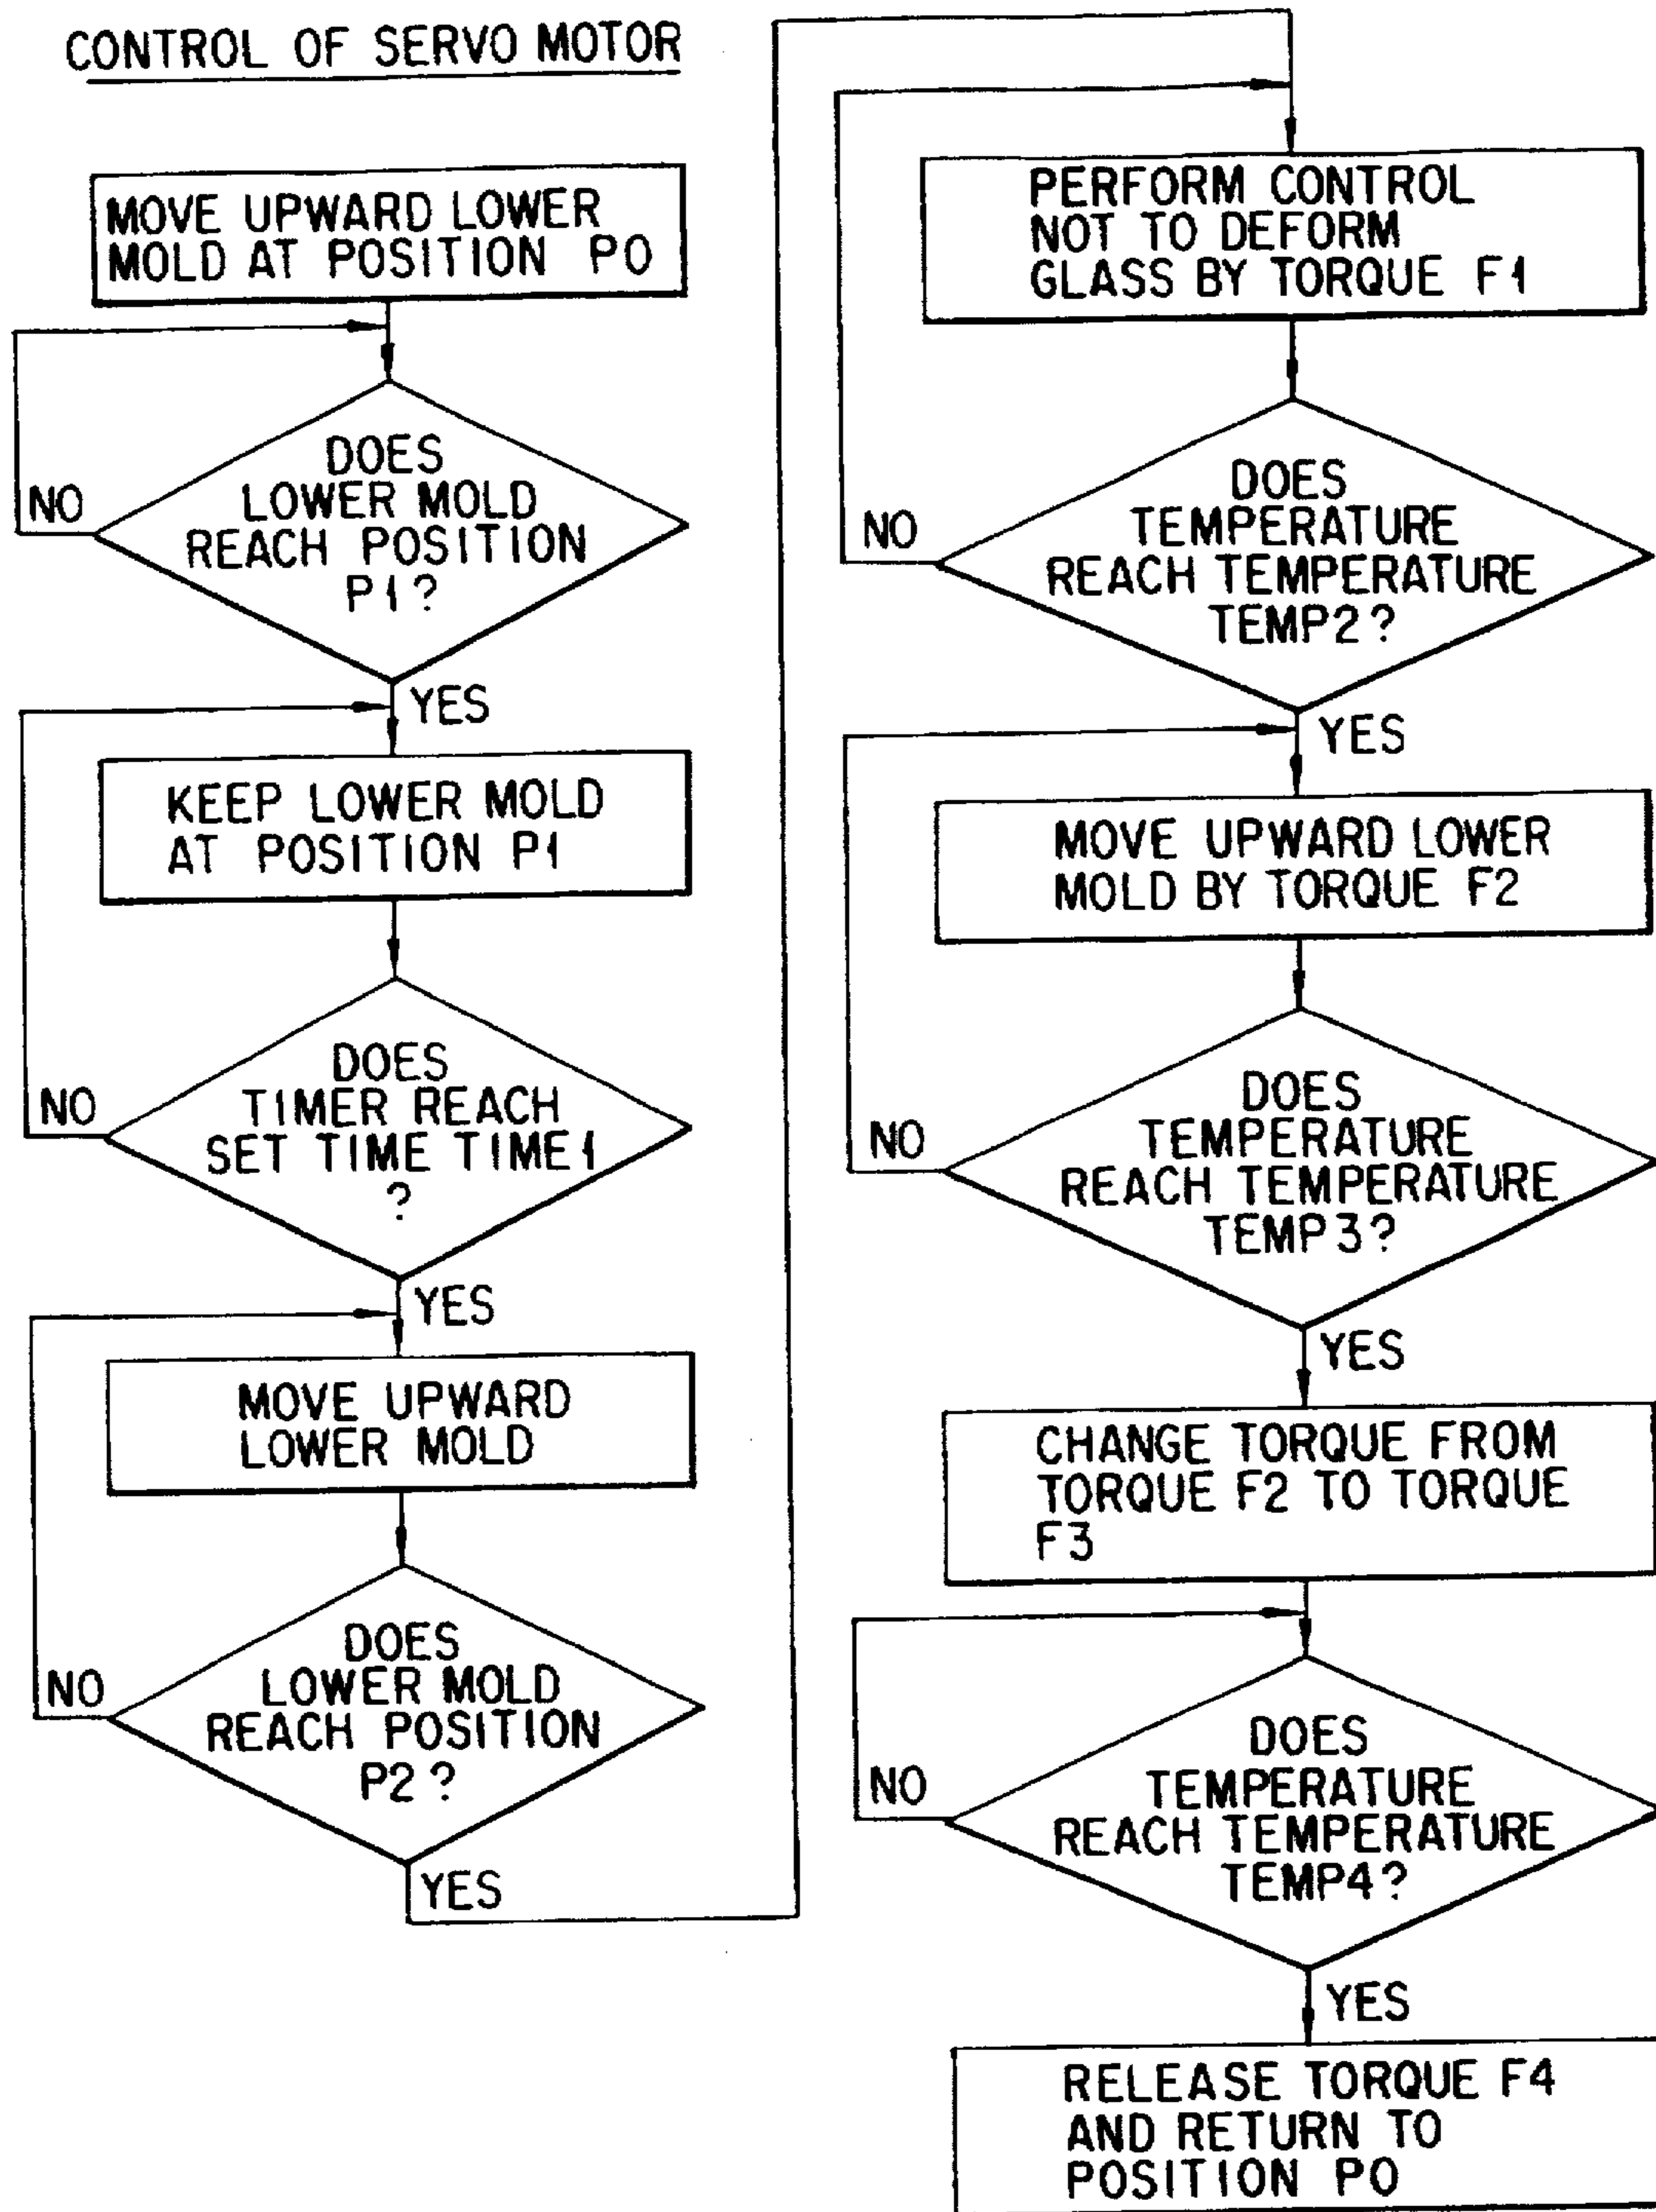 CONTROL OF SERVO MOTOR
MOVE UPWARD LOWER
MOLD AT POSITION P0
DOES
LOWER MOLD
REACH POSITION
P1?
NO
YES
KEEP LOWER MOLD
AT POSITION P1
DOES
TIMER REACH
SET TIME TIME1
?
NO
YES
MOVE UPWARD
LOWER MOLD
DOES
LOWER MOLD
REACH POSITION
P2?
NO
YES
PERFORM CONTROL
NOT TO DEFORM
GLASS BY TORQUE F1
DOES
TEMPERATURE
REACH TEMPERATURE
TEMP2?
NO
YES
MOVE UPWARD LOWER
MOLD BY TORQUE F2
DOES
TEMPERATURE
REACH TEMPERATURE
TEMP3?
NO
YES
CHANGE TORQUE FROM
TORQUE F2 TO TORQUE
F3
DOES
TEMPERATURE
REACH TEMPERATURE
TEMP4?
NO
YES
RELEASE TORQUE F4
AND RETURN TO
POSITION P0